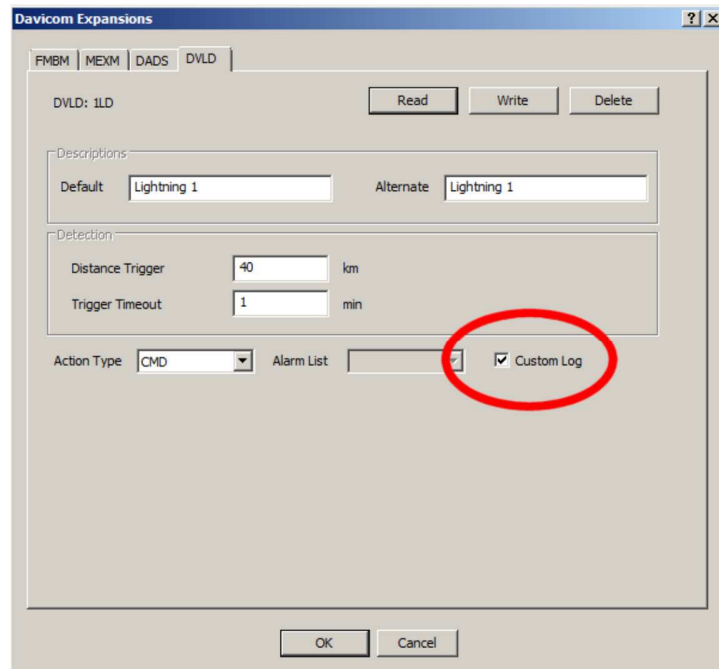 Davicom Expansions
FMBM MEXM DADS DVLD
DVLD: 1LD Read Write Delete
Descriptions
Default Lightning 1 Alternate Lightning 1
Detection
Distance Trigger 40 km
Trigger Timeout 1 min
Action Type CMD Alarm List Custom Log
OK Cancel